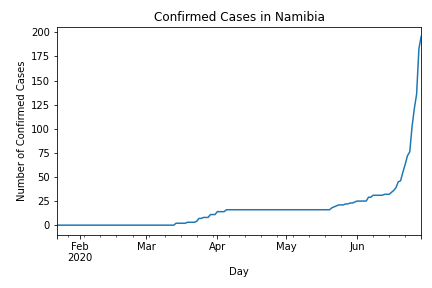 Confirmed Cases in Namibia
200
175
150
125
100
75
50
25
0
Number of Confirmed Cases
Feb Mar Apr May Jun
2020
Day